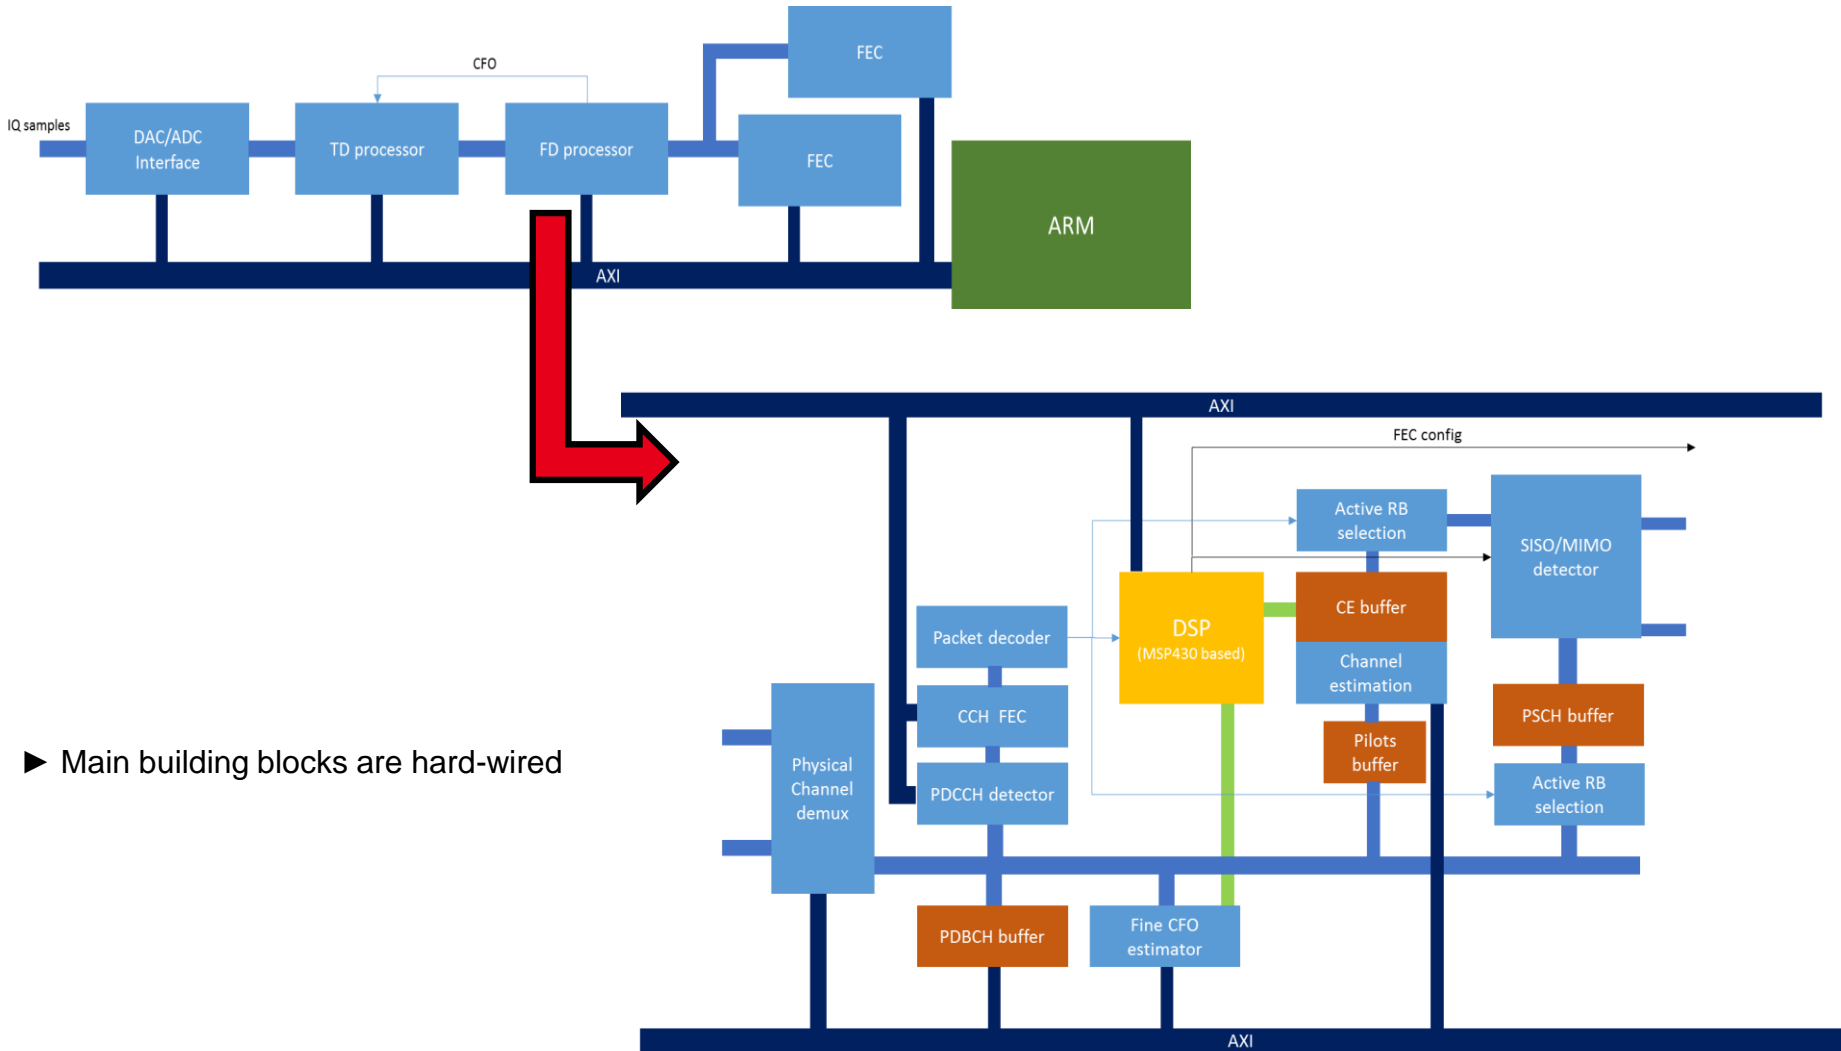 FEC
CFO
IQ samples
DAC/ADC
Interface
TD processor
FD processor
FEC
ARM
AXI
AXI
FEC config
Active RB
selection
SISO/MIMO
detector
CE buffer
DSP
(MSP430 based)
Packet decoder
Channel
estimation
CCH FEC
PSCH buffer
Pilots
buffer
► Main building blocks are hard-wired
Physical
Channel
demux
PDCCH detector
Active RB
selection
PDBCH buffer
Fine CFO
estimator
AXI